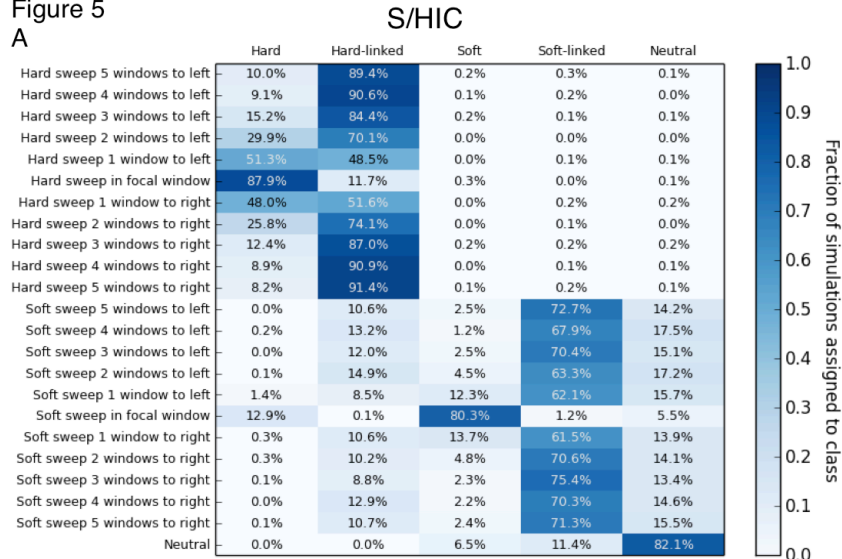 Figure 5
S/HIC
A
Hard Hard-linked Soft Soft-linked Neutral
Hard sweep 5 windows to left 10.0% 89.4% 0.2% 0.3% 0.1%
Hard sweep 4 windows to left 9.1% 90.6% 0.1% 0.2% 0.0%
Hard sweep 3 windows to left 15.2% 84.4% 0.2% 0.1% 0.1%
Hard sweep 2 windows to left 29.9% 70.1% 0.0% 0.0% 0.0%
Hard sweep 1 window to left 51.3% 48.5% 0.0% 0.1% 0.1%
Hard sweep in focal window 87.9% 11.7% 0.3% 0.0% 0.1%
Hard sweep 1 window to right 48.0% 51.6% 0.0% 0.2% 0.2%
Hard sweep 2 windows to right 25.8% 74.1% 0.0% 0.1% 0.0%
Hard sweep 3 windows to right 12.4% 87.0% 0.2% 0.2% 0.2%
Hard sweep 4 windows to right 8.9% 90.9% 0.0% 0.1% 0.1%
Hard sweep 5 windows to right 8.2% 91.4% 0.1% 0.2% 0.1%
Soft sweep 5 windows to left 0.0% 10.6% 2.5% 72.7% 14.2%
Soft sweep 4 windows to left 0.2% 13.2% 1.2% 67.9% 17.5%
Soft sweep 3 windows to left 0.0% 12.0% 2.5% 70.4% 15.1%
Soft sweep 2 windows to left 0.1% 14.9% 4.5% 63.3% 17.2%
Soft sweep 1 window to left 1.4% 8.5% 12.3% 62.1% 15.7%
Soft sweep in focal window 12.9% 0.1% 80.3% 1.2% 5.5%
Soft sweep 1 window to right 0.3% 10.6% 13.7% 61.5% 13.9%
Soft sweep 2 windows to right 0.3% 10.2% 4.8% 70.6% 14.1%
Soft sweep 3 windows to right 0.1% 8.8% 2.3% 75.4% 13.4%
Soft sweep 4 windows to right 0.0% 12.9% 2.2% 70.3% 14.6%
Soft sweep 5 windows to right 0.1% 10.7% 2.4% 71.3% 15.5%
Neutral 0.0% 0.0% 6.5% 11.4% 82.1%
1.0
0.9
0.8
0.7
0.6
0.5
0.4
0.3
0.2
0.1
0.0
Fraction of simulations assigned to class